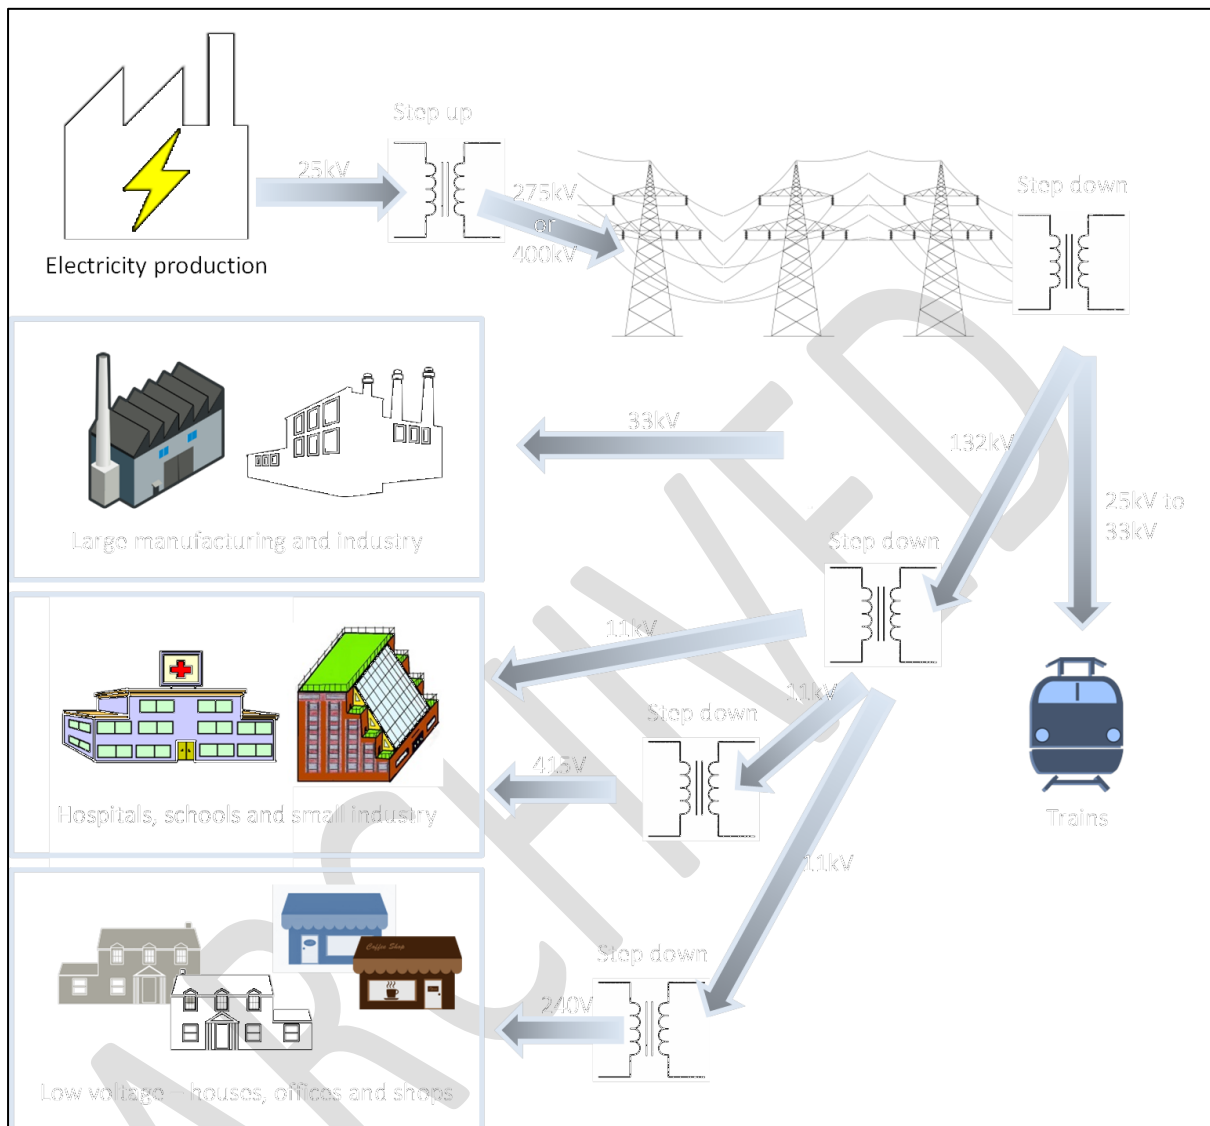 Step up
25kV
275kV
or
400kV
Step down
Electricity production
33kV
132kV
25kV to
33kV
Large manufacturing and industry
Step down
11kV
11kV
Step down
415V
Hospitals, schools and small industry
Trains
11kV
Coffee Shop
Step down
240V
Low voltage – houses, offices and shops
ARCHIVED